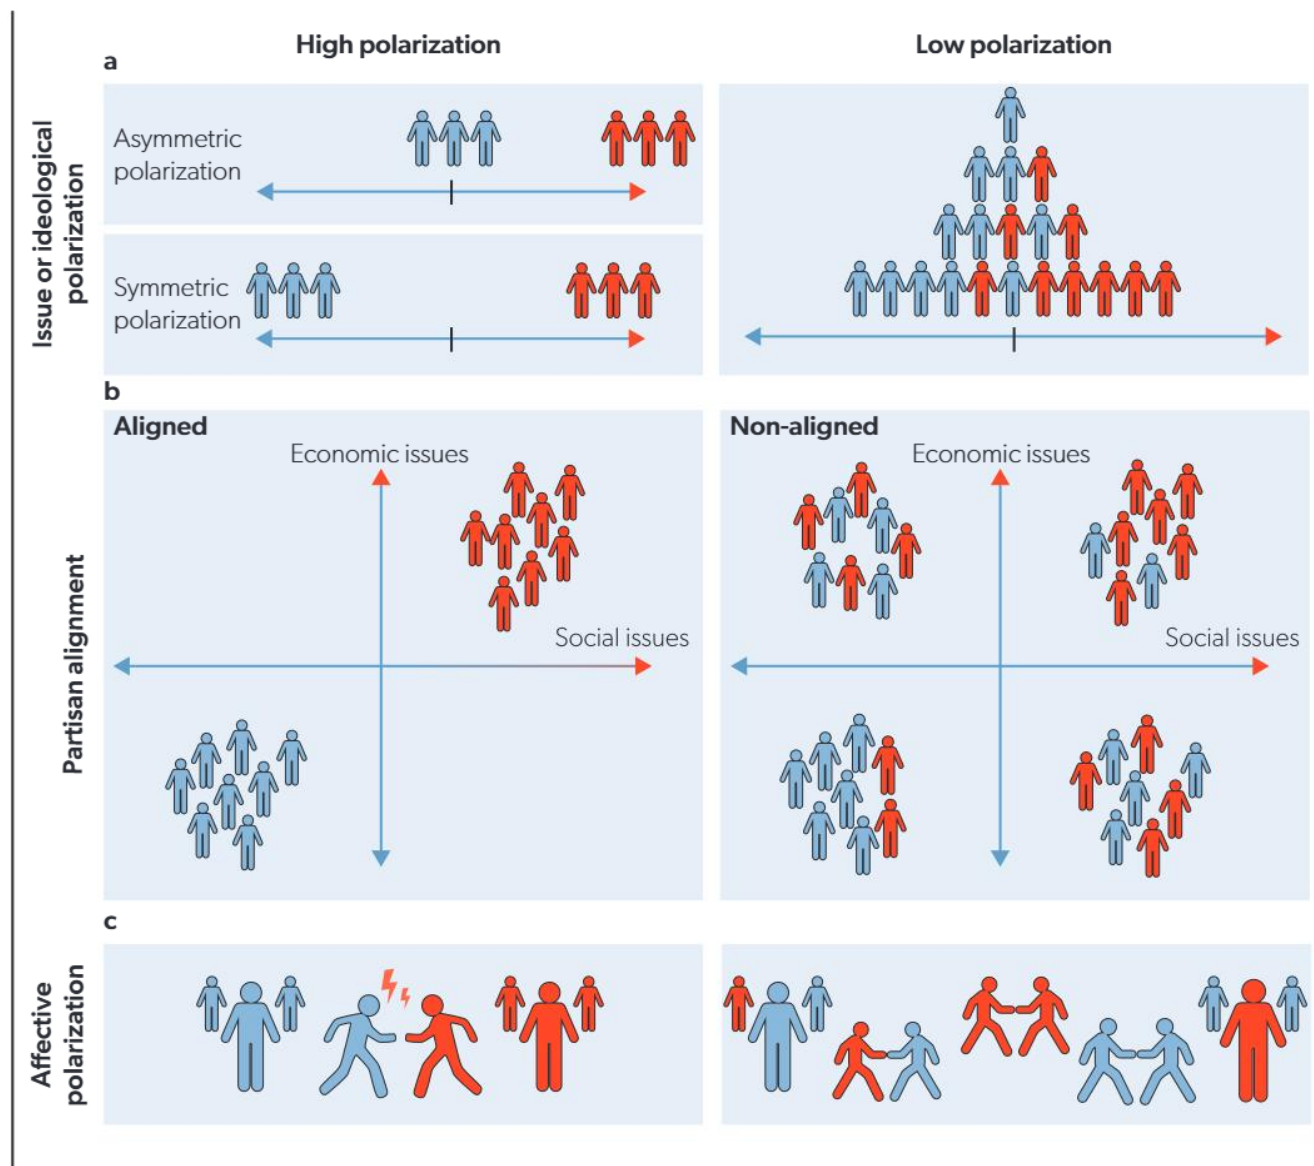 High polarization
Low polarization
a
Issue or ideological
polarization
Asymmetric
polarization
Symmetric
polarization
b
Partisan alignment
Aligned
Economic issues
Social issues
Non-aligned
Economic issues
Social issues
c
Affective
polarization